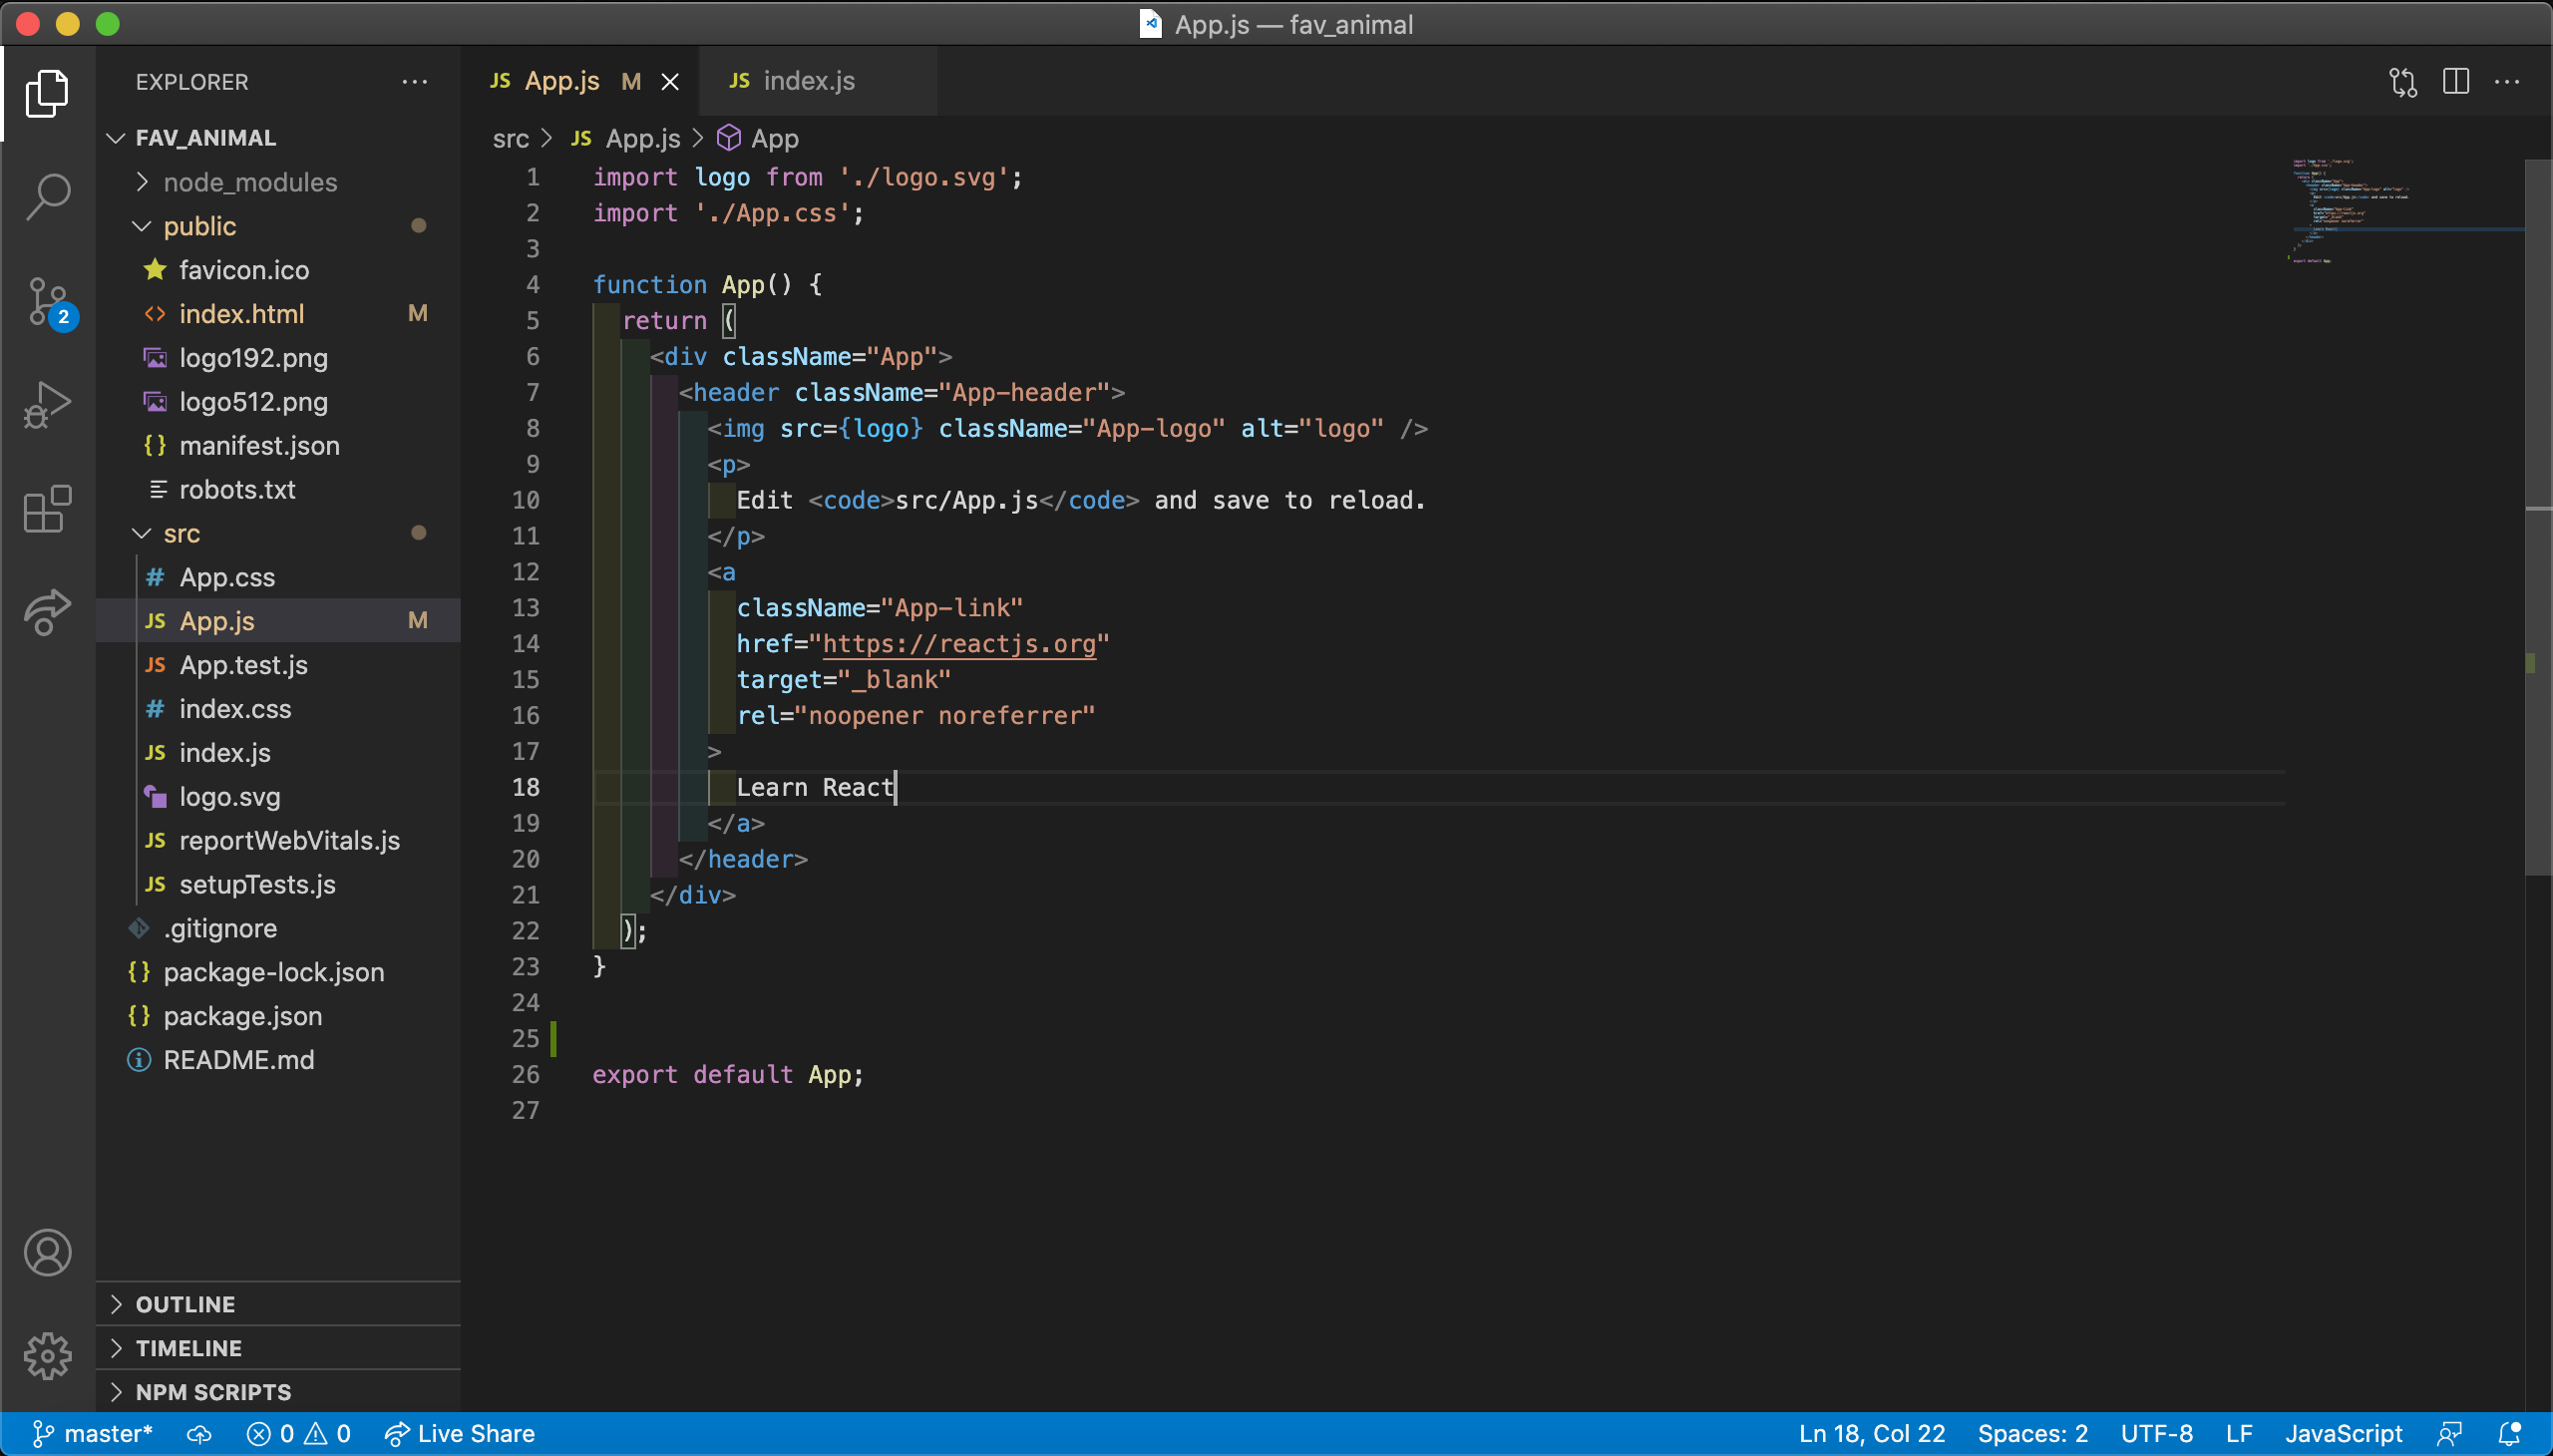 App.js — fav_animal
EXPLORER
FAV_ANIMAL
node_modules
public
favicon.ico
index.html M
logo192.png
logo512.png
manifest.json
robots.txt
src
App.css
App.js M
App.test.js
index.css
index.js
logo.svg
reportWebVitals.js
setupTests.js
.gitignore
package-lock.json
package.json
README.md
OUTLINE
TIMELINE
NPM SCRIPTS
2
JS App.js M
JS index.js
src > JS App.js > App
1 import logo from './logo.svg';
2 import './App.css';
3
4 function App() {
5 return (
6 <div className="App">
7 <header className="App-header">
8 <img src={logo} className="App-logo" alt="logo" />
9 <p>
10 Edit <code>src/App.js</code> and save to reload.
11 </p>
12 <a
13 className="App-link"
14 href="https://reactjs.org"
15 target="_blank"
16 rel="noopener noreferrer"
17 >
18 Learn React
19 </a>
20 </header>
21 </div>
22 );
23 }
24
25
26 export default App;
27
master* 0 0 Live Share
Ln 18, Col 22 Spaces: 2 UTF-8 LF JavaScript